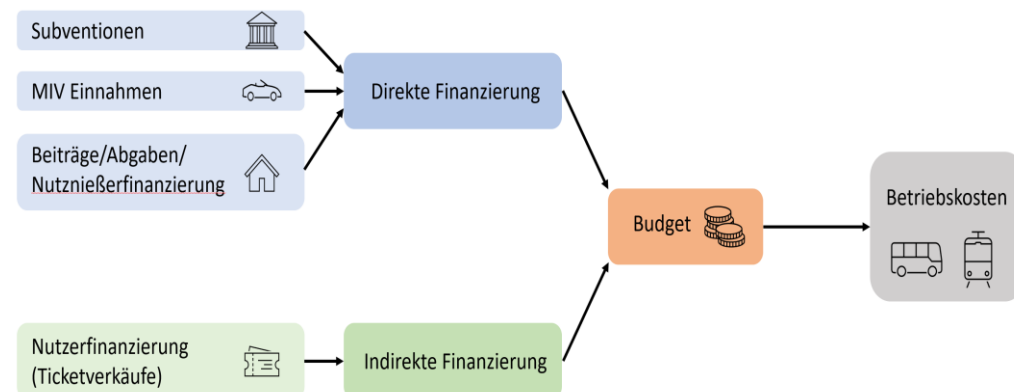 Subventionen
MIV Einnahmen
Beiträge/Abgaben/
Nutznießerfinanzierung
Direkte Finanzierung
Budget
Betriebskosten
Nutzerfinanzierung
(Ticketverkäufe)
Indirekte Finanzierung